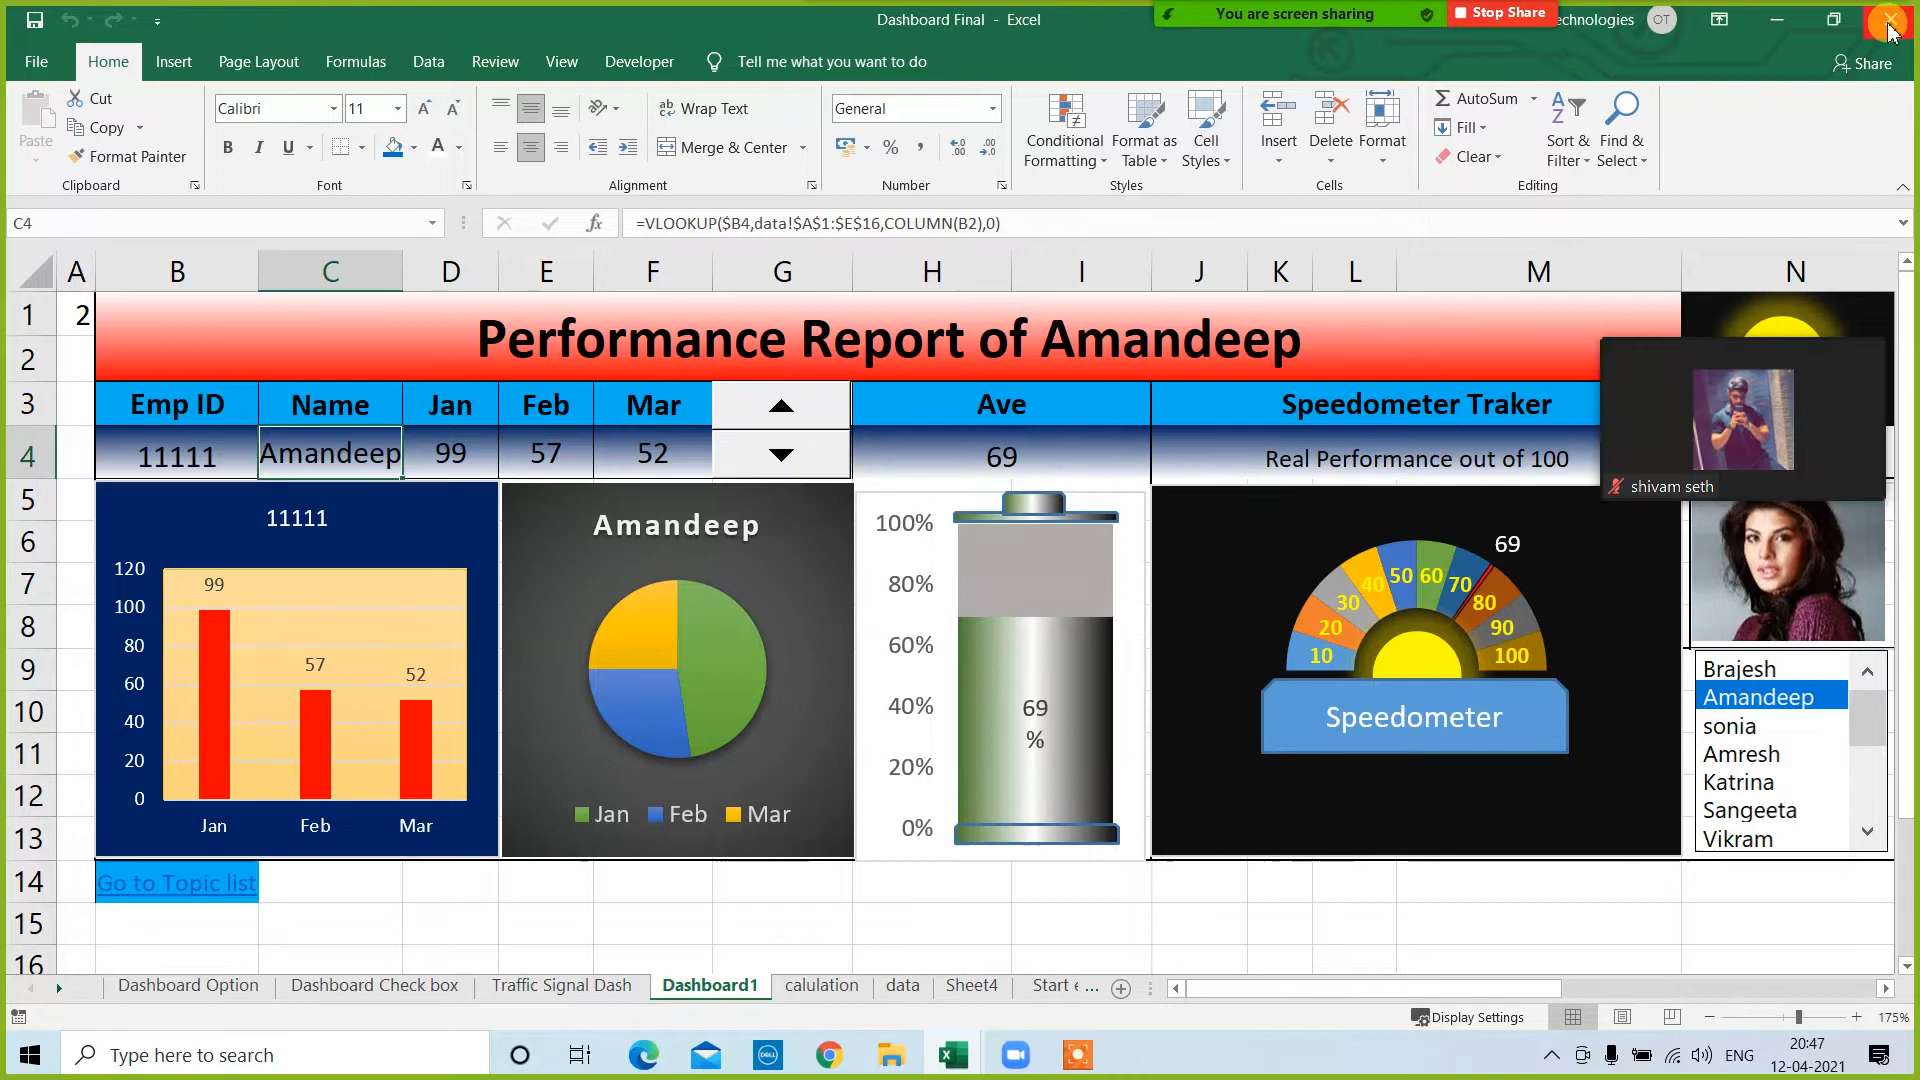 Dashboard Final - Excel
You are screen sharing
Stop Share
echnologies
OT
File
Home
Insert
Page Layout
Formulas
Data
Review
View
Developer
Tell me what you want to do
Share
Paste
Cut
Copy
Format Painter
Clipboard
Calibri
11
B I U
Font
Wrap Text
Merge & Center
Alignment
General
Number
Conditional Formatting
Format as Table
Cell Styles
Styles
Insert
Delete
Format
Cells
AutoSum
Fill
Clear
Sort & Filter
Find & Select
Editing
C4
fx
=VLOOKUP($B4,data!$A$1:$E$16,COLUMN(B2),0)
A B C D E F G H I J K L M N
1 2
Performance Report of Amandeep
2
3 Emp ID Name Jan Feb Mar Ave Speedometer Traker
4 11111 Amandeep 99 57 52 69 Real Performance out of 100
shivam seth
5
6
7
8
9
10
11
12
13
14
15
16
11111
120
100
80
60
40
20
0
99
57
52
Jan Feb Mar
Amandeep
Jan Feb Mar
100%
80%
60%
40%
20%
0%
69
%
69
10 20 30 40 50 60 70 80 90 100
Speedometer
Brajesh
Amandeep
sonia
Amresh
Katrina
Sangeeta
Vikram
Go to Topic list
Dashboard Option
Dashboard Check box
Traffic Signal Dash
Dashboard1
calulation
data
Sheet4
Start e ...
Display Settings
175%
Type here to search
DELL
ENG
20:47
12-04-2021